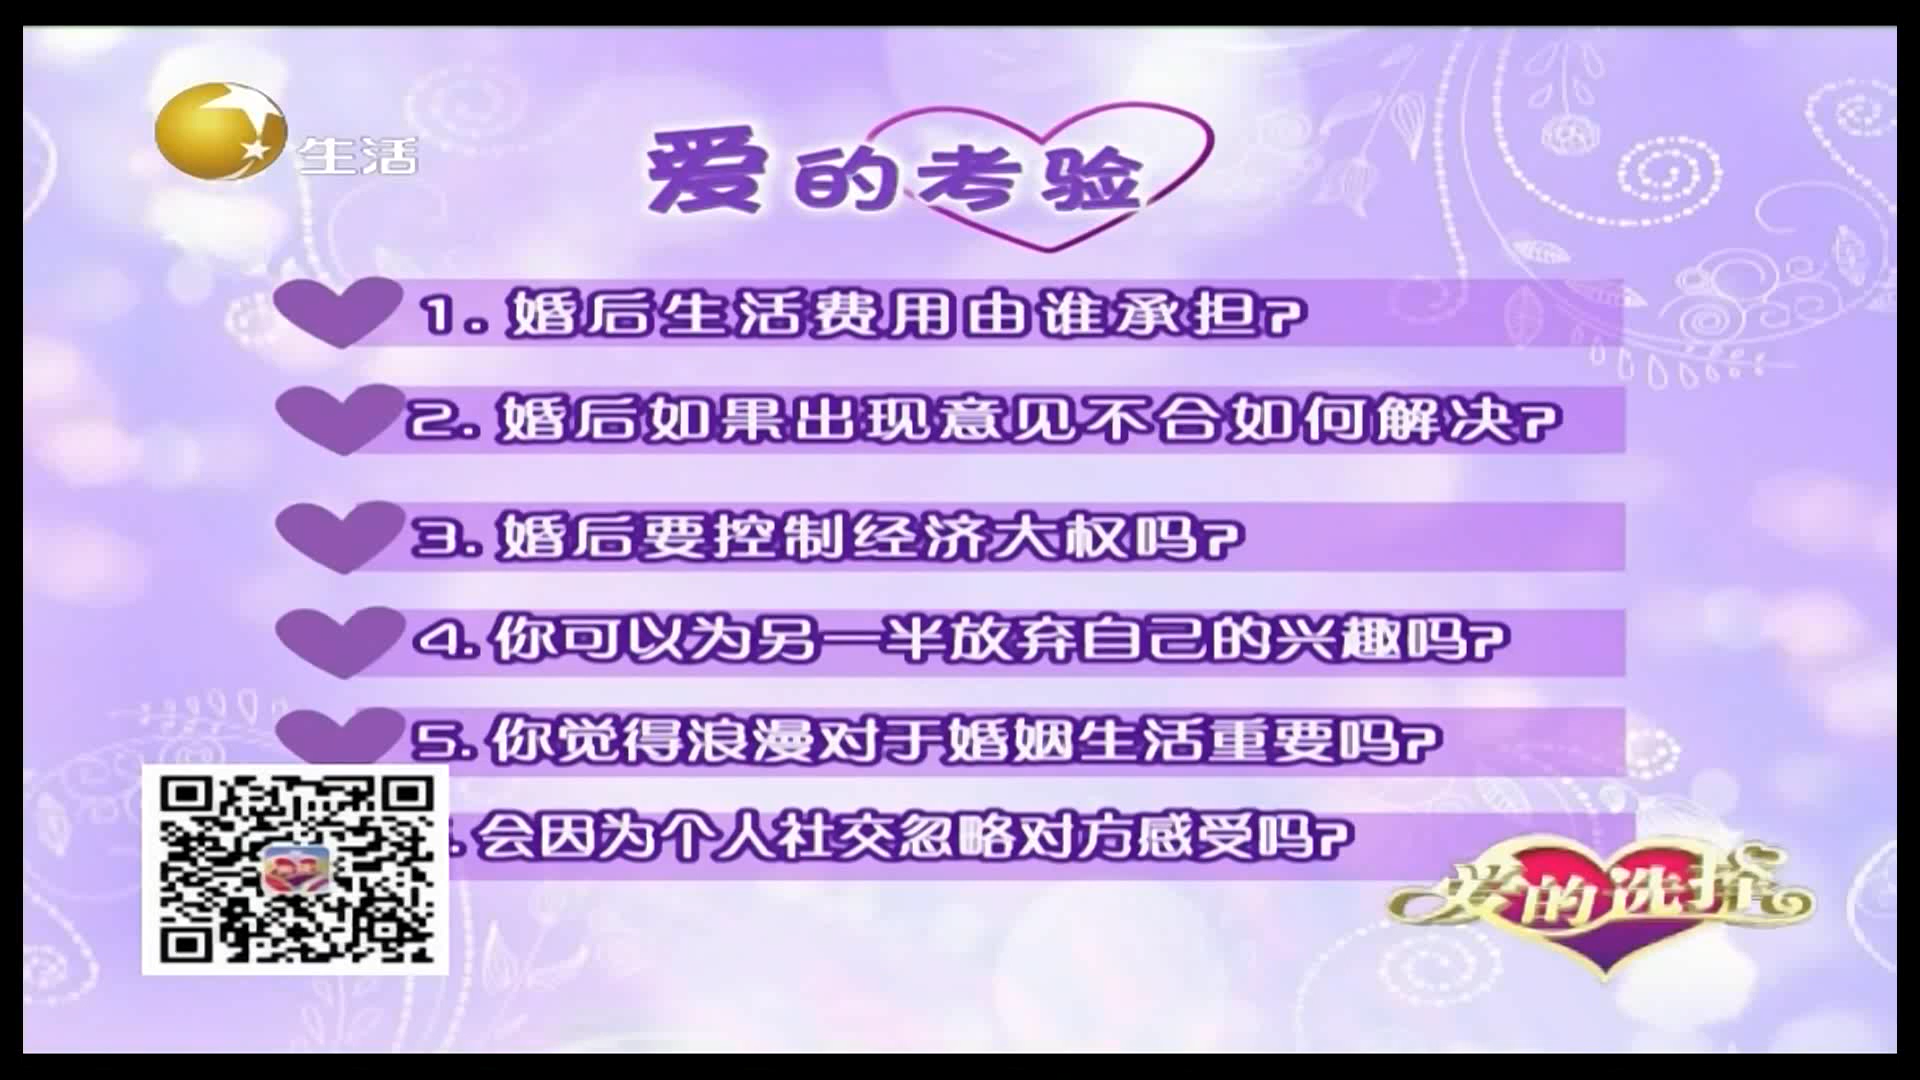 生活
爱的考验
1.婚后生活费用由谁承担?
2.婚后如果出现意见不合如何解决?
3.婚后要控制经济大权吗?
4.你可以为另一半放弃自己的兴趣吗?
5.你觉得浪漫对于婚姻生活重要吗?
.会因为个人社交忽略对方感受吗?
爱的选择